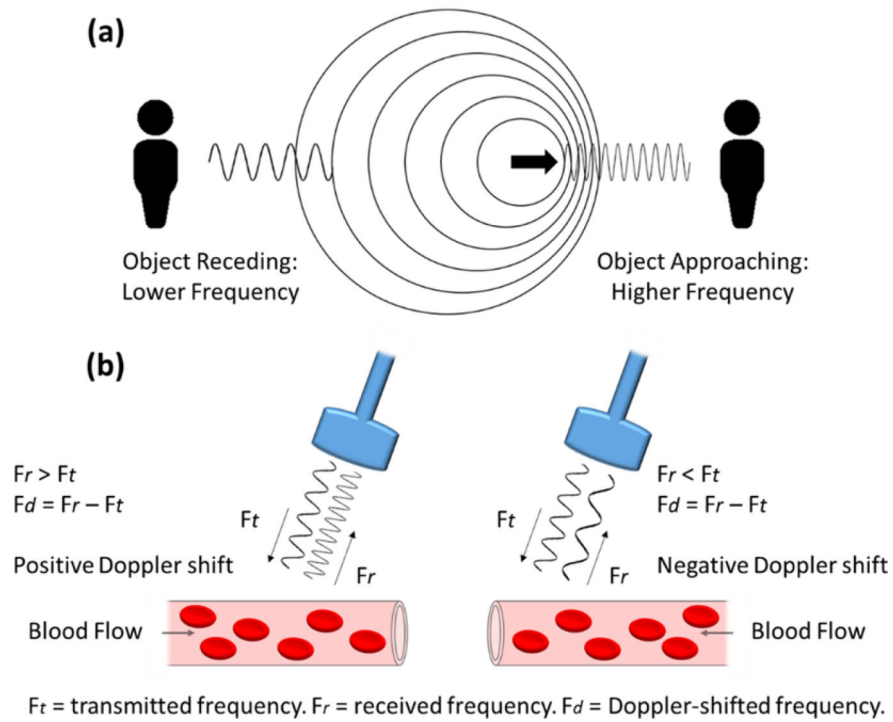 (a)
Object Receding:
Lower Frequency
Object Approaching:
Higher Frequency
(b)
Fr > Ft
Fd = Fr – Ft
Ft
Fr
Positive Doppler shift
Blood Flow
Fr < Ft
Fd = Fr – Ft
Ft
Fr
Negative Doppler shift
Blood Flow
Ft = transmitted frequency. Fr = received frequency. Fd = Doppler-shifted frequency.